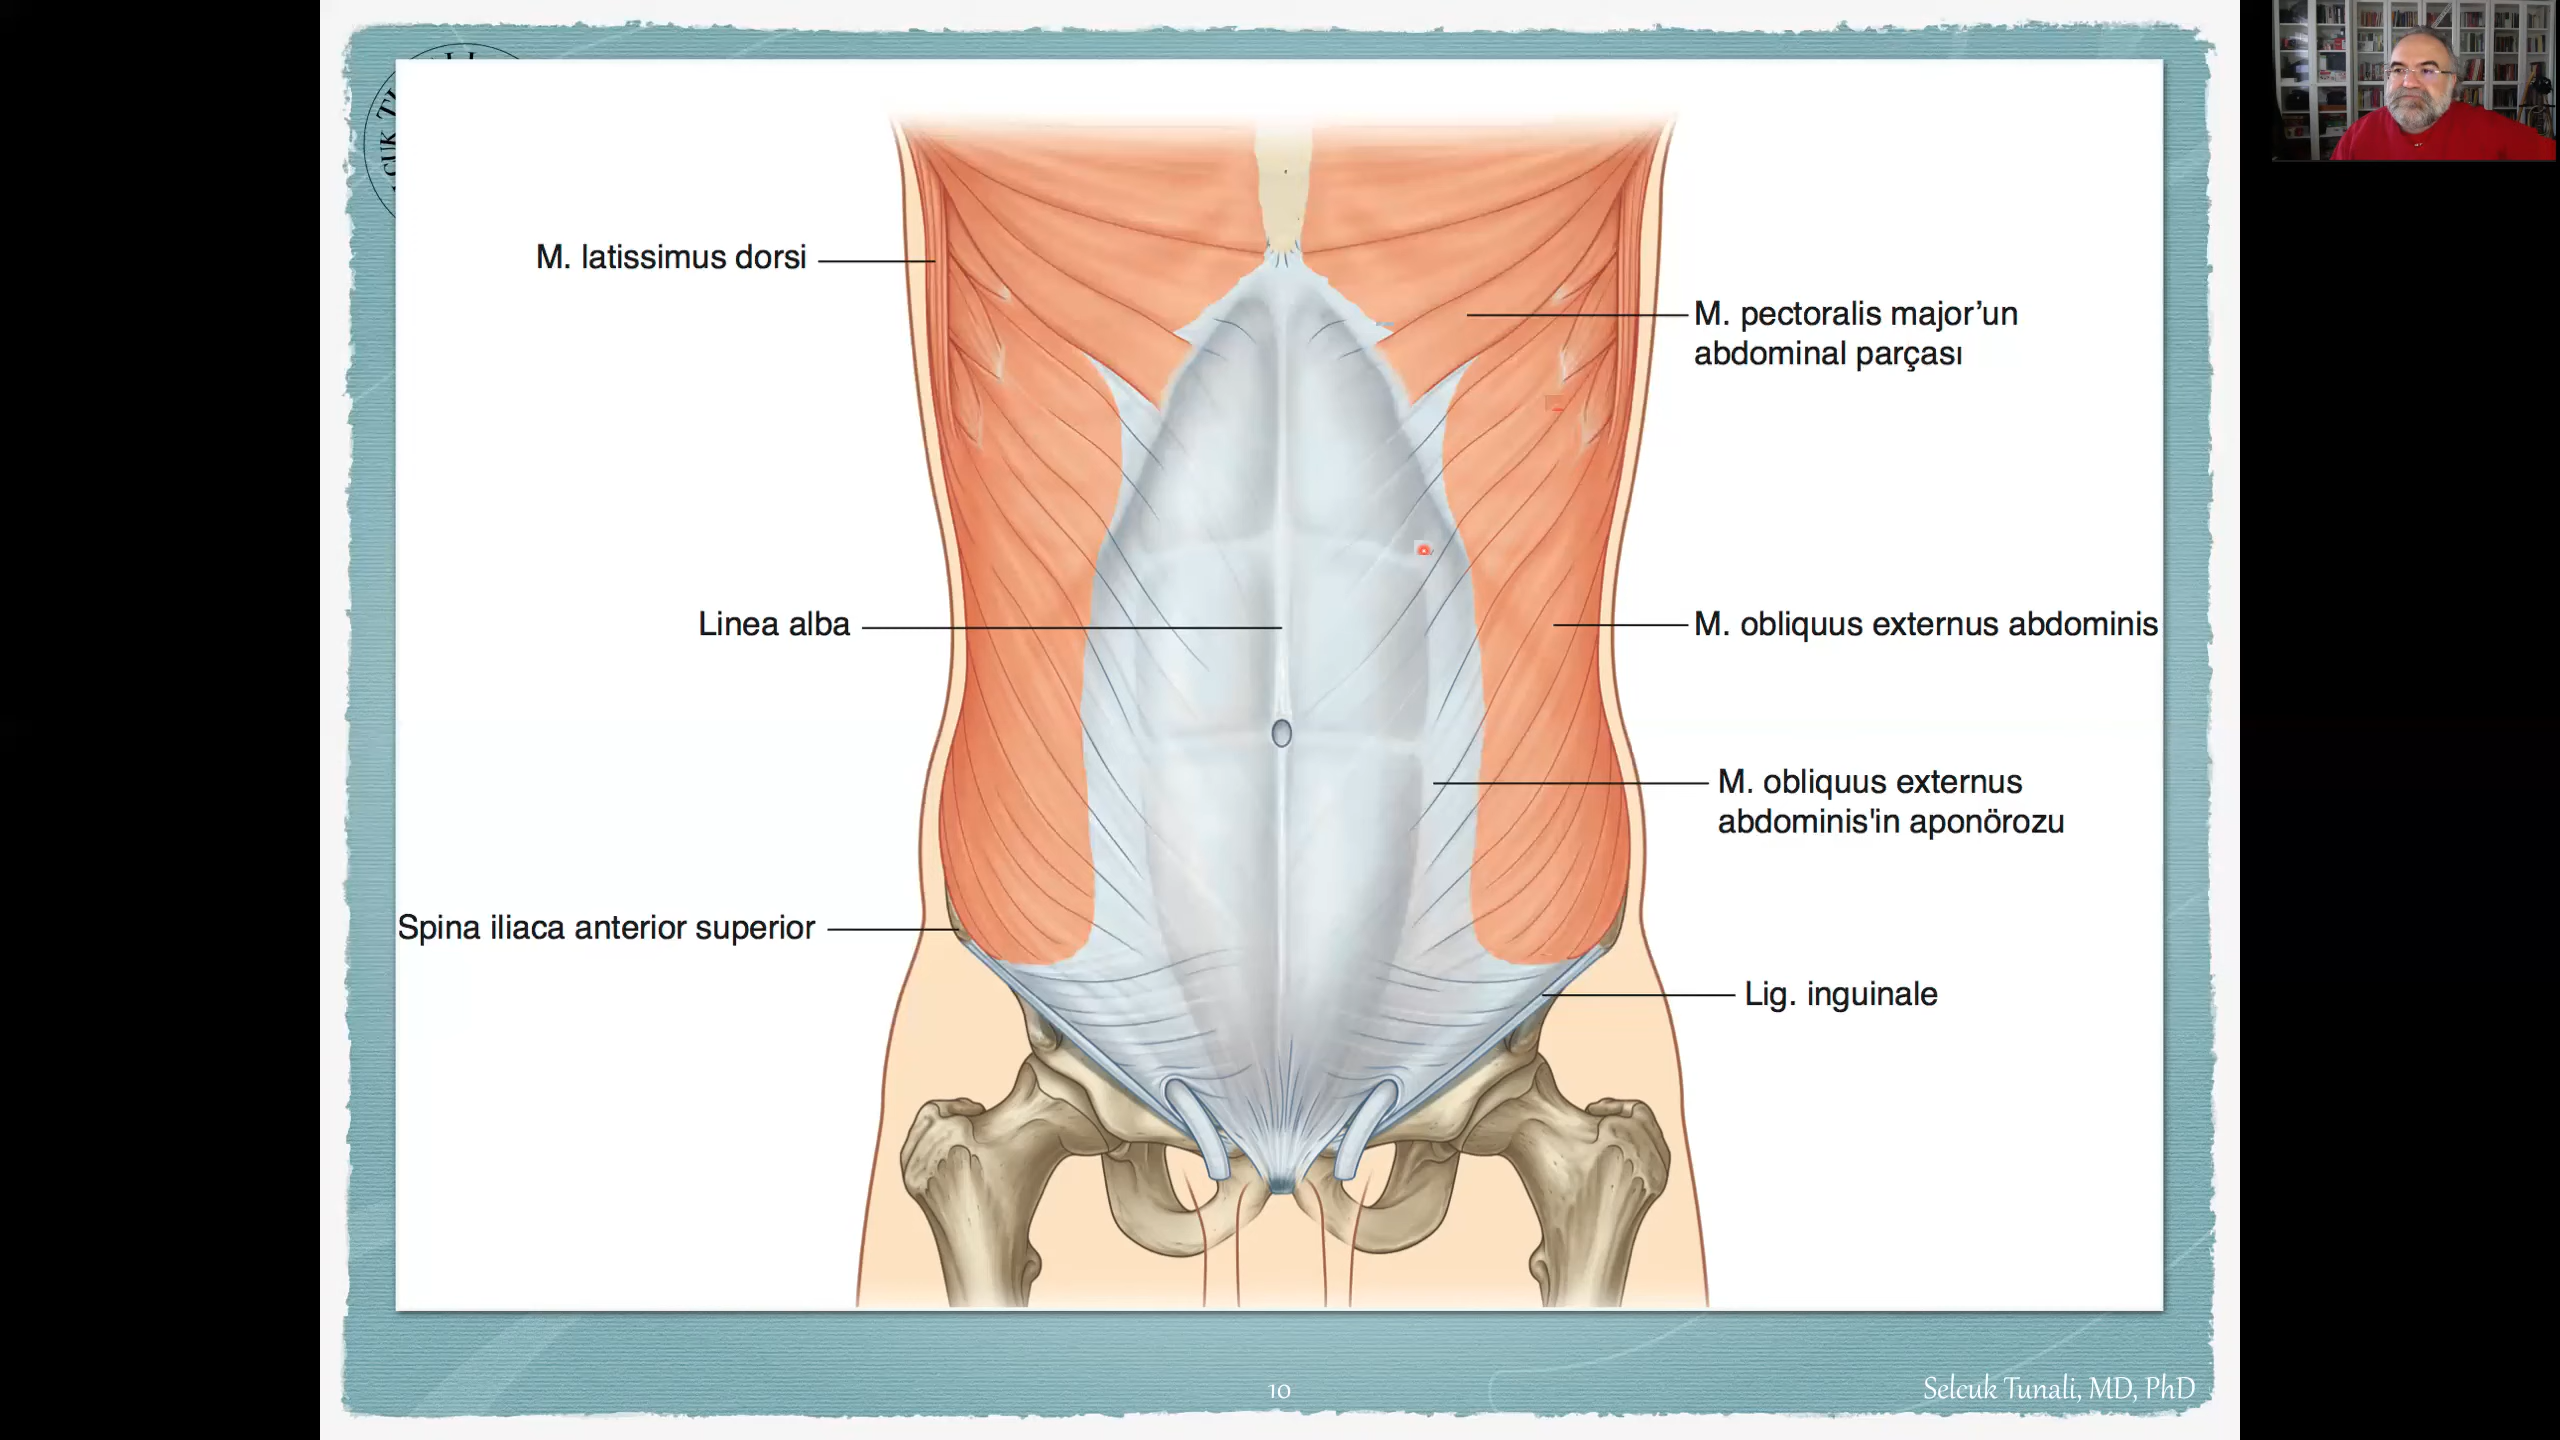 M. latissimus dorsi
M. pectoralis major’un
abdominal parçası
Linea alba
M. obliquus externus abdominis
M. obliquus externus
abdominis'in aponörozu
Spina iliaca anterior superior
Lig. inguinale
10
Selcuk Tunali, MD, PhD